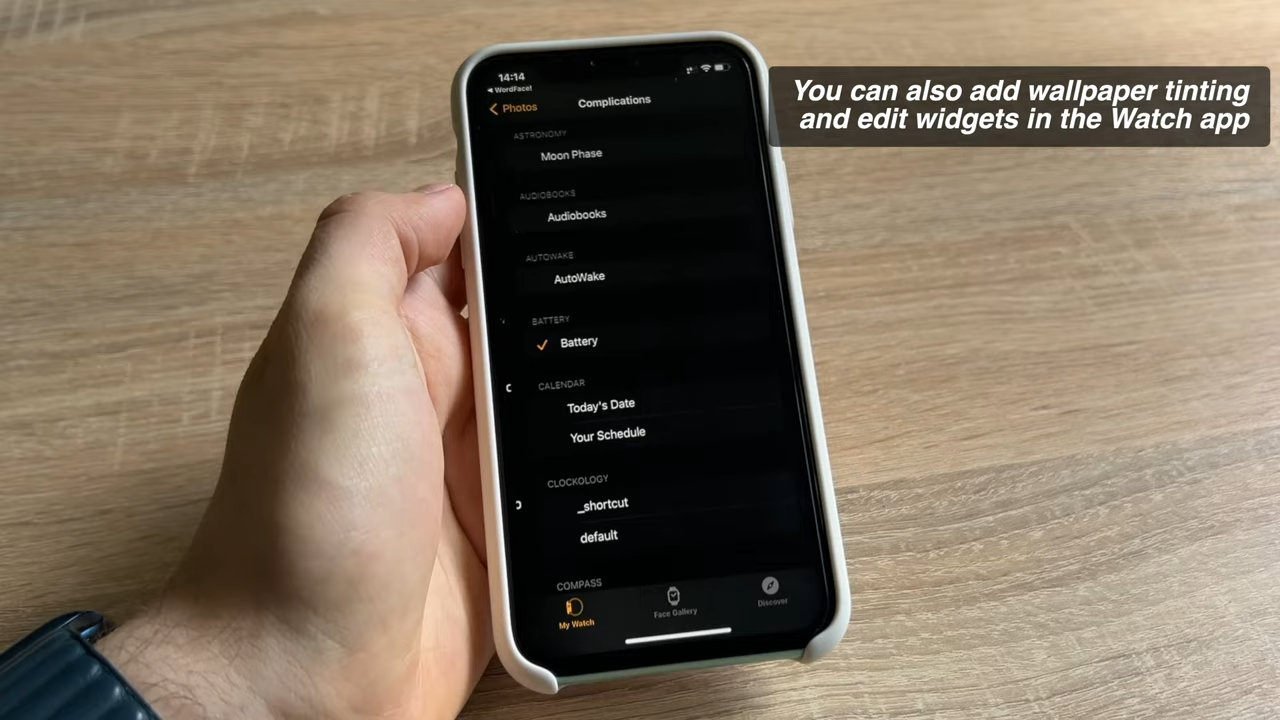 You can also add wallpaper tinting
and edit widgets in the Watch app
14:14
◀ WordFace!
Photos
Complications
ASTRONOMY
Moon Phase
AUDIOBOOKS
Audiobooks
AUTOWAKE
AutoWake
BATTERY
Battery
CALENDAR
Today's Date
Your Schedule
CLOCKOLOGY
_shortcut
default
COMPASS
My Watch
Face Gallery
Discover